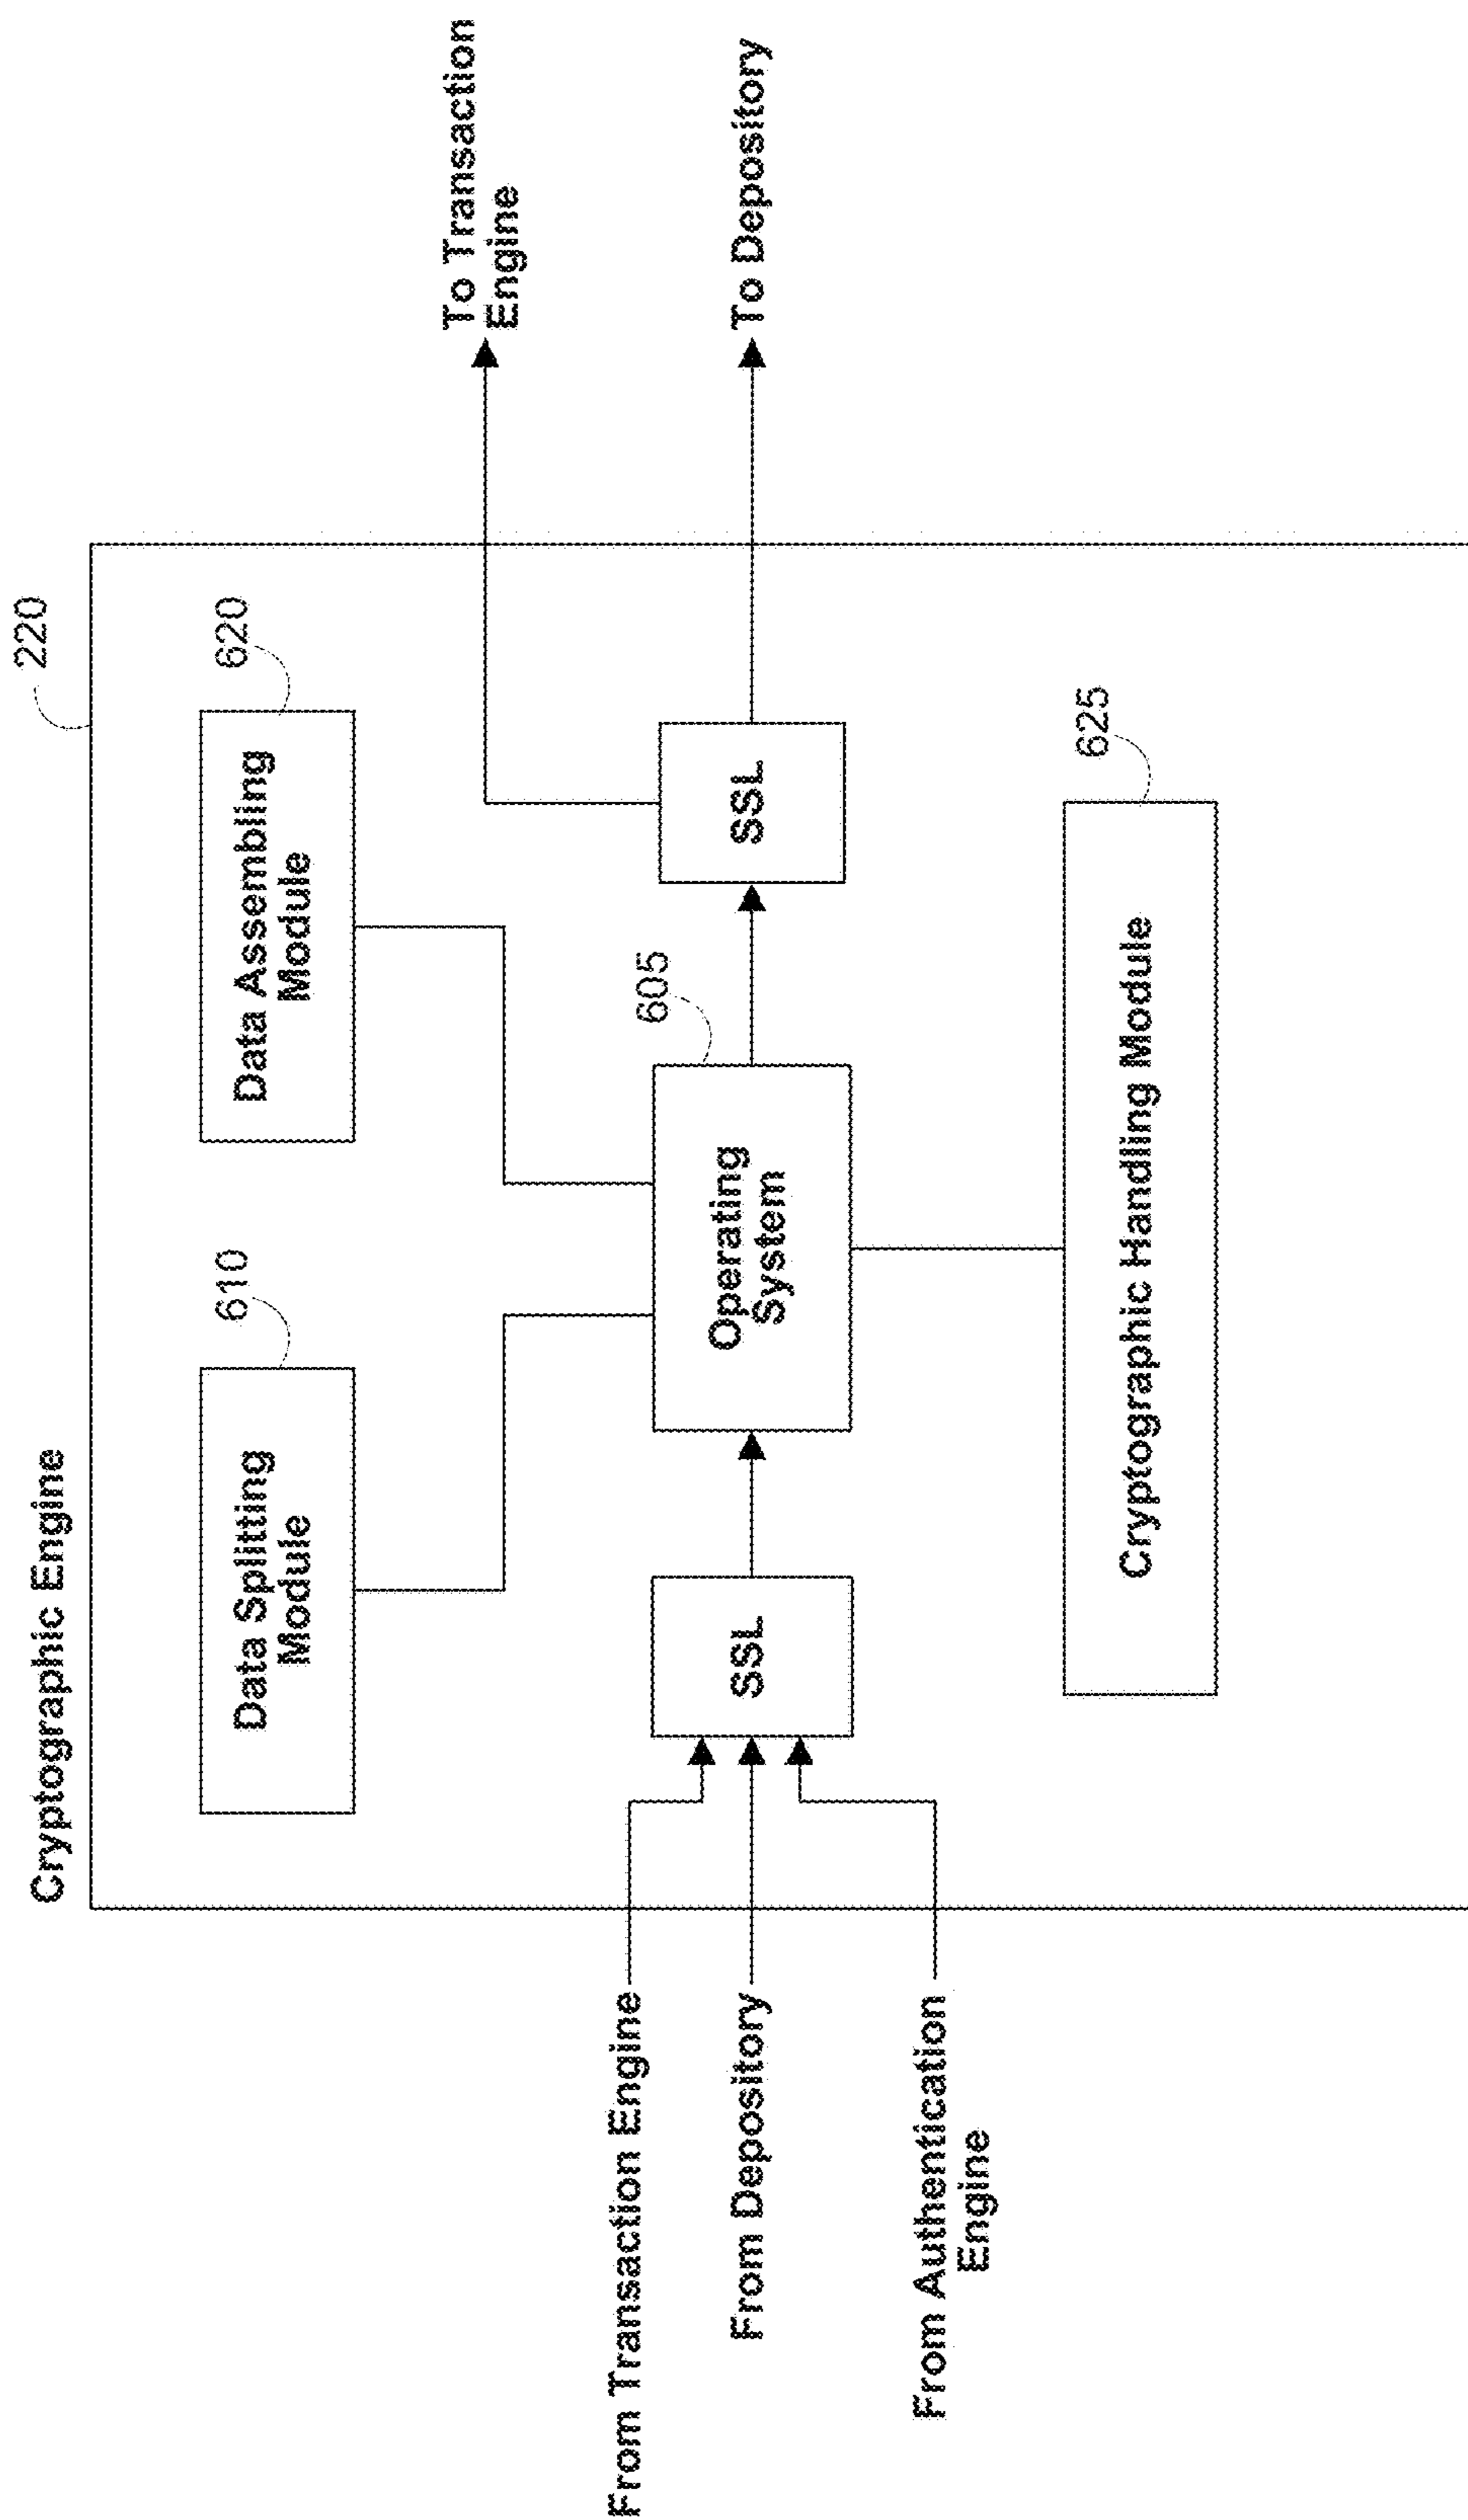 Cryptographic Engine
220
Data Splitting
Module
610
Data Assembling
Module
620
From Transaction Engine
From Depository
From Authentication
Engine
SSL
Operating
System
605
SSL
To Transaction
Engine
To Depository
Cryptographic Handling Module
625